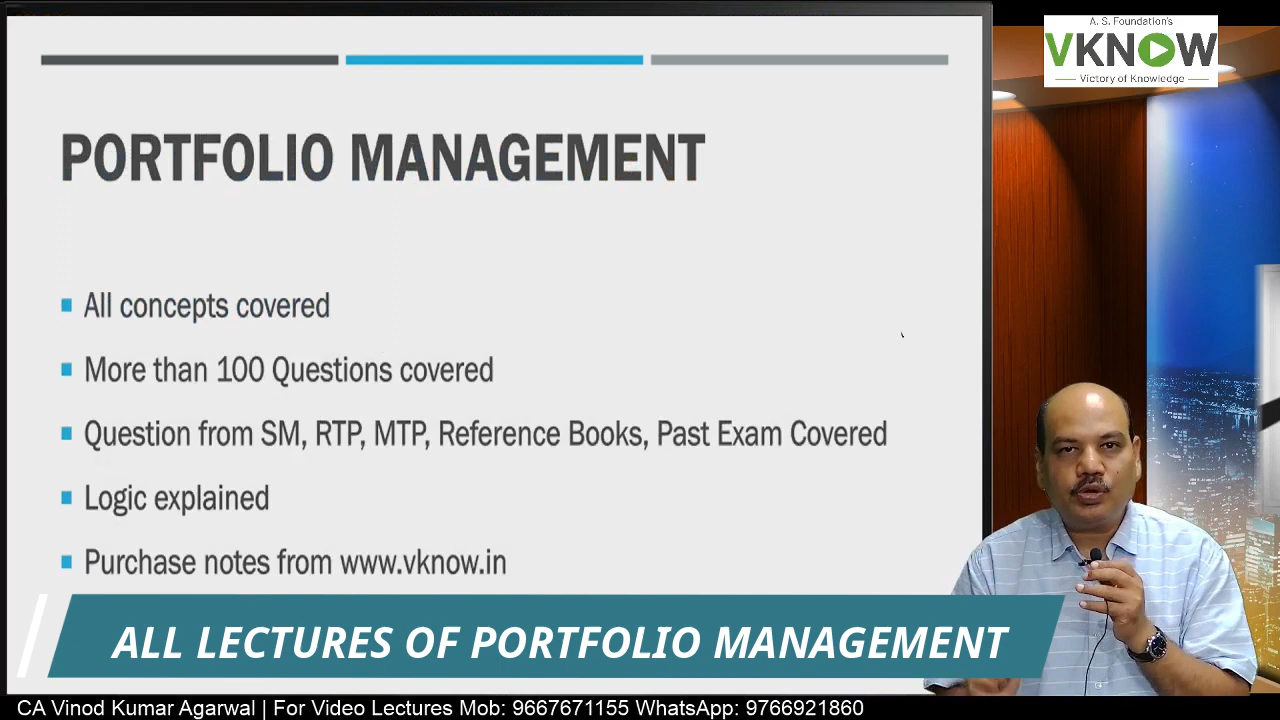 A. S. Foundation's
VKNOW
Victory of Knowledge
PORTFOLIO MANAGEMENT
All concepts covered
More than 100 Questions covered
Question from SM, RTP, MTP, Reference Books, Past Exam Covered
Logic explained
Purchase notes from www.vknow.in
ALL LECTURES OF PORTFOLIO MANAGEMENT
CA Vinod Kumar Agarwal | For Video Lectures Mob: 9667671155 WhatsApp: 9766921860